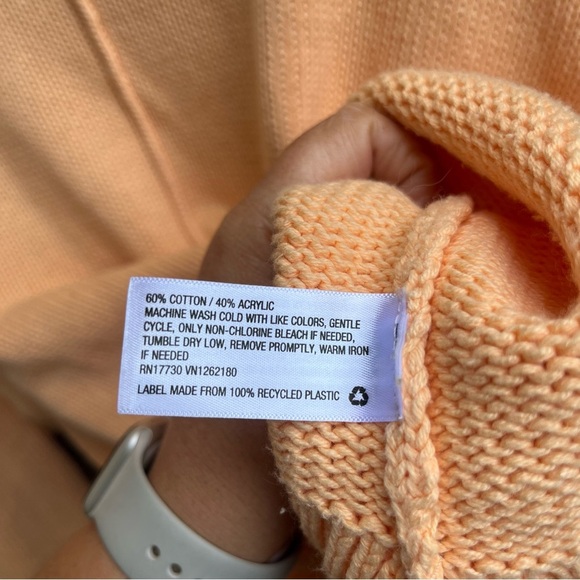 60% COTTON / 40% ACRYLIC
MACHINE WASH COLD WITH LIKE COLORS, GENTLE
CYCLE, ONLY NON-CHLORINE BLEACH IF NEEDED,
TUMBLE DRY LOW, REMOVE PROMPTLY, WARM IRON
IF NEEDED
RN17730 VN1262180
LABEL MADE FROM 100% RECYCLED PLASTIC